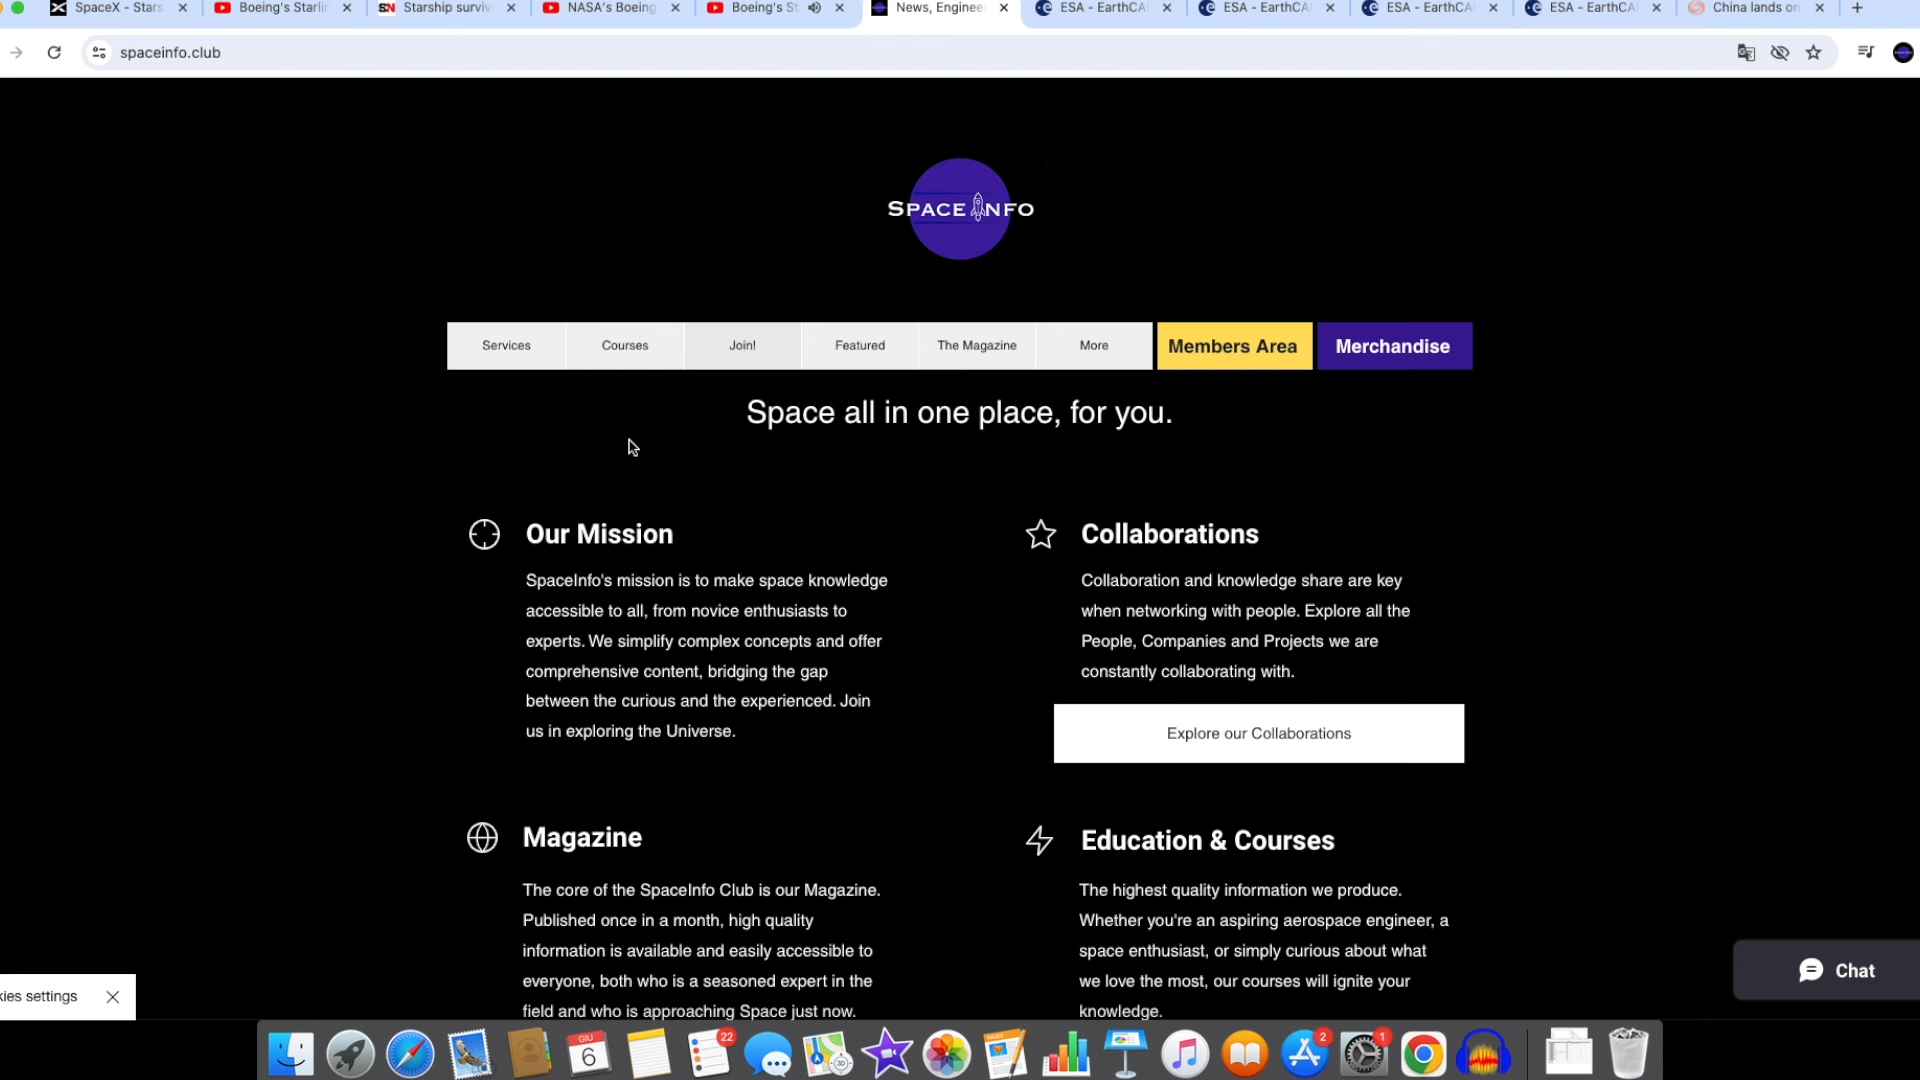 SpaceX - Stars
Boeing's Starlin
Starship surviv
NASA's Boeing
Boeing's St
News, Enginee
ESA - EarthCA
ESA - EarthCA
ESA - EarthCA
ESA - EarthCA
China lands on
spaceinfo.club
SPACE INFO
Services
Courses
Join!
Featured
The Magazine
More
Members Area
Merchandise
Space all in one place, for you.
Our Mission
SpaceInfo's mission is to make space knowledge
accessible to all, from novice enthusiasts to
experts. We simplify complex concepts and offer
comprehensive content, bridging the gap
between the curious and the experienced. Join
us in exploring the Universe.
Collaborations
Collaboration and knowledge share are key
when networking with people. Explore all the
People, Companies and Projects we are
constantly collaborating with.
Explore our Collaborations
Magazine
The core of the SpaceInfo Club is our Magazine.
Published once in a month, high quality
information is available and easily accessible to
everyone, both who is a seasoned expert in the
field and who is approaching Space just now.
Education & Courses
The highest quality information we produce.
Whether you're an aspiring aerospace engineer, a
space enthusiast, or simply curious about what
we love the most, our courses will ignite your
knowledge.
Chat
kies settings
GIU
6
22
2
1